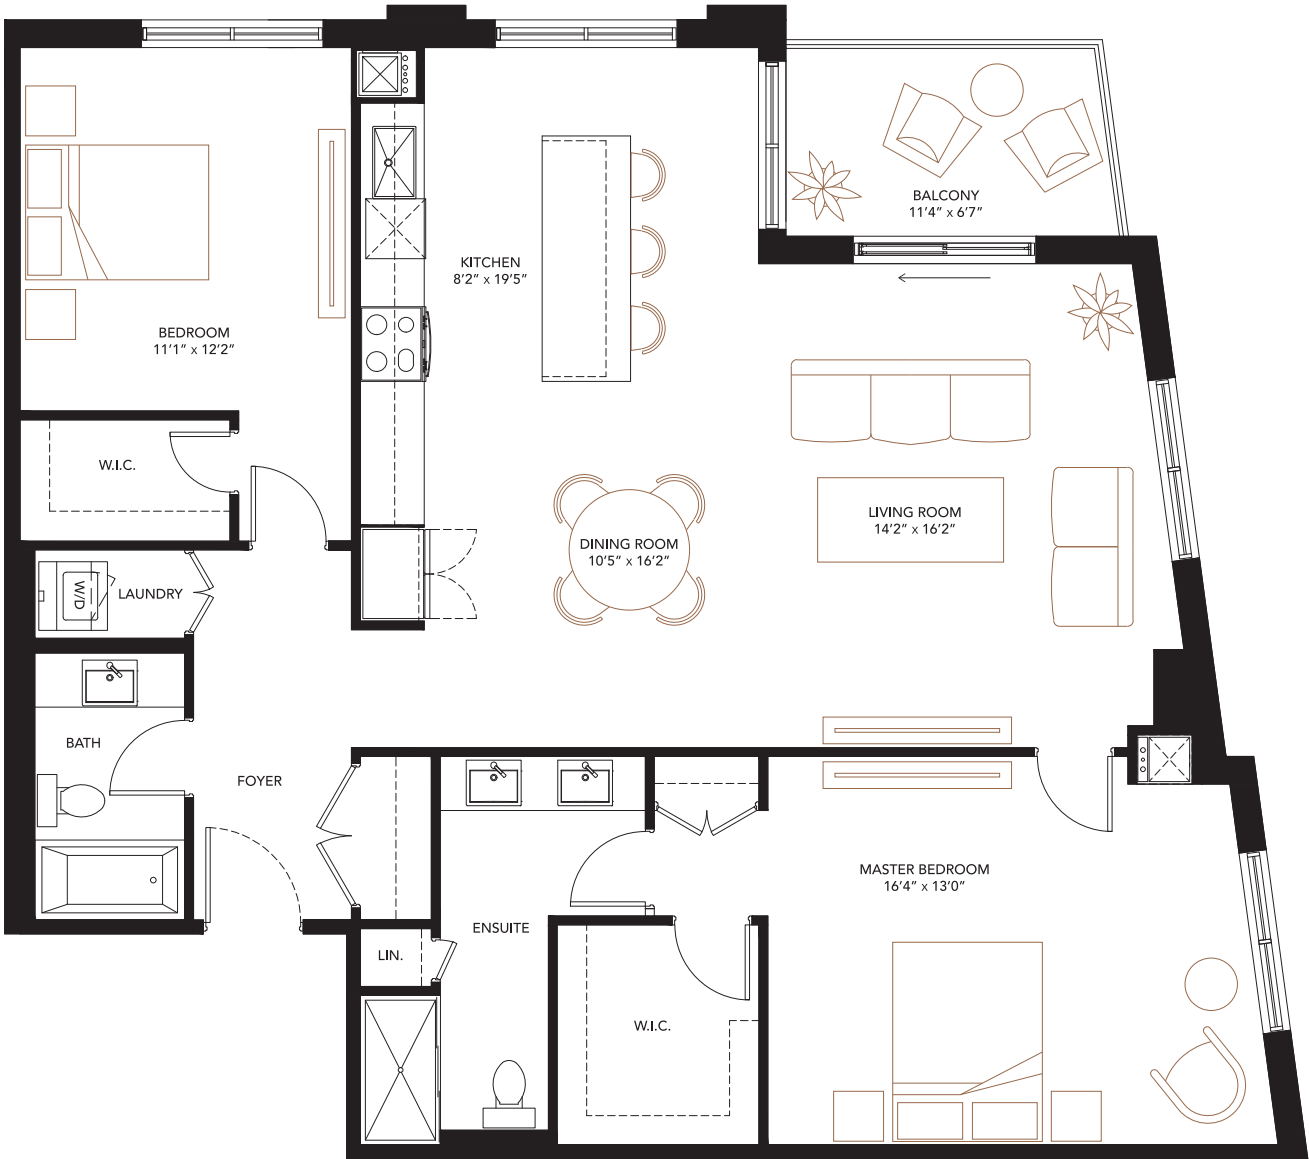 BALCONY
11'4" x 6'7"
KITCHEN
8'2" x 19'5"
BEDROOM
11'1" x 12'2"
W.I.C.
LIVING ROOM
14'2" x 16'2"
DINING ROOM
10'5" x 16'2"
W/D
LAUNDRY
BATH
FOYER
MASTER BEDROOM
16'4" x 13'0"
ENSUITE
LIN.
W.I.C.